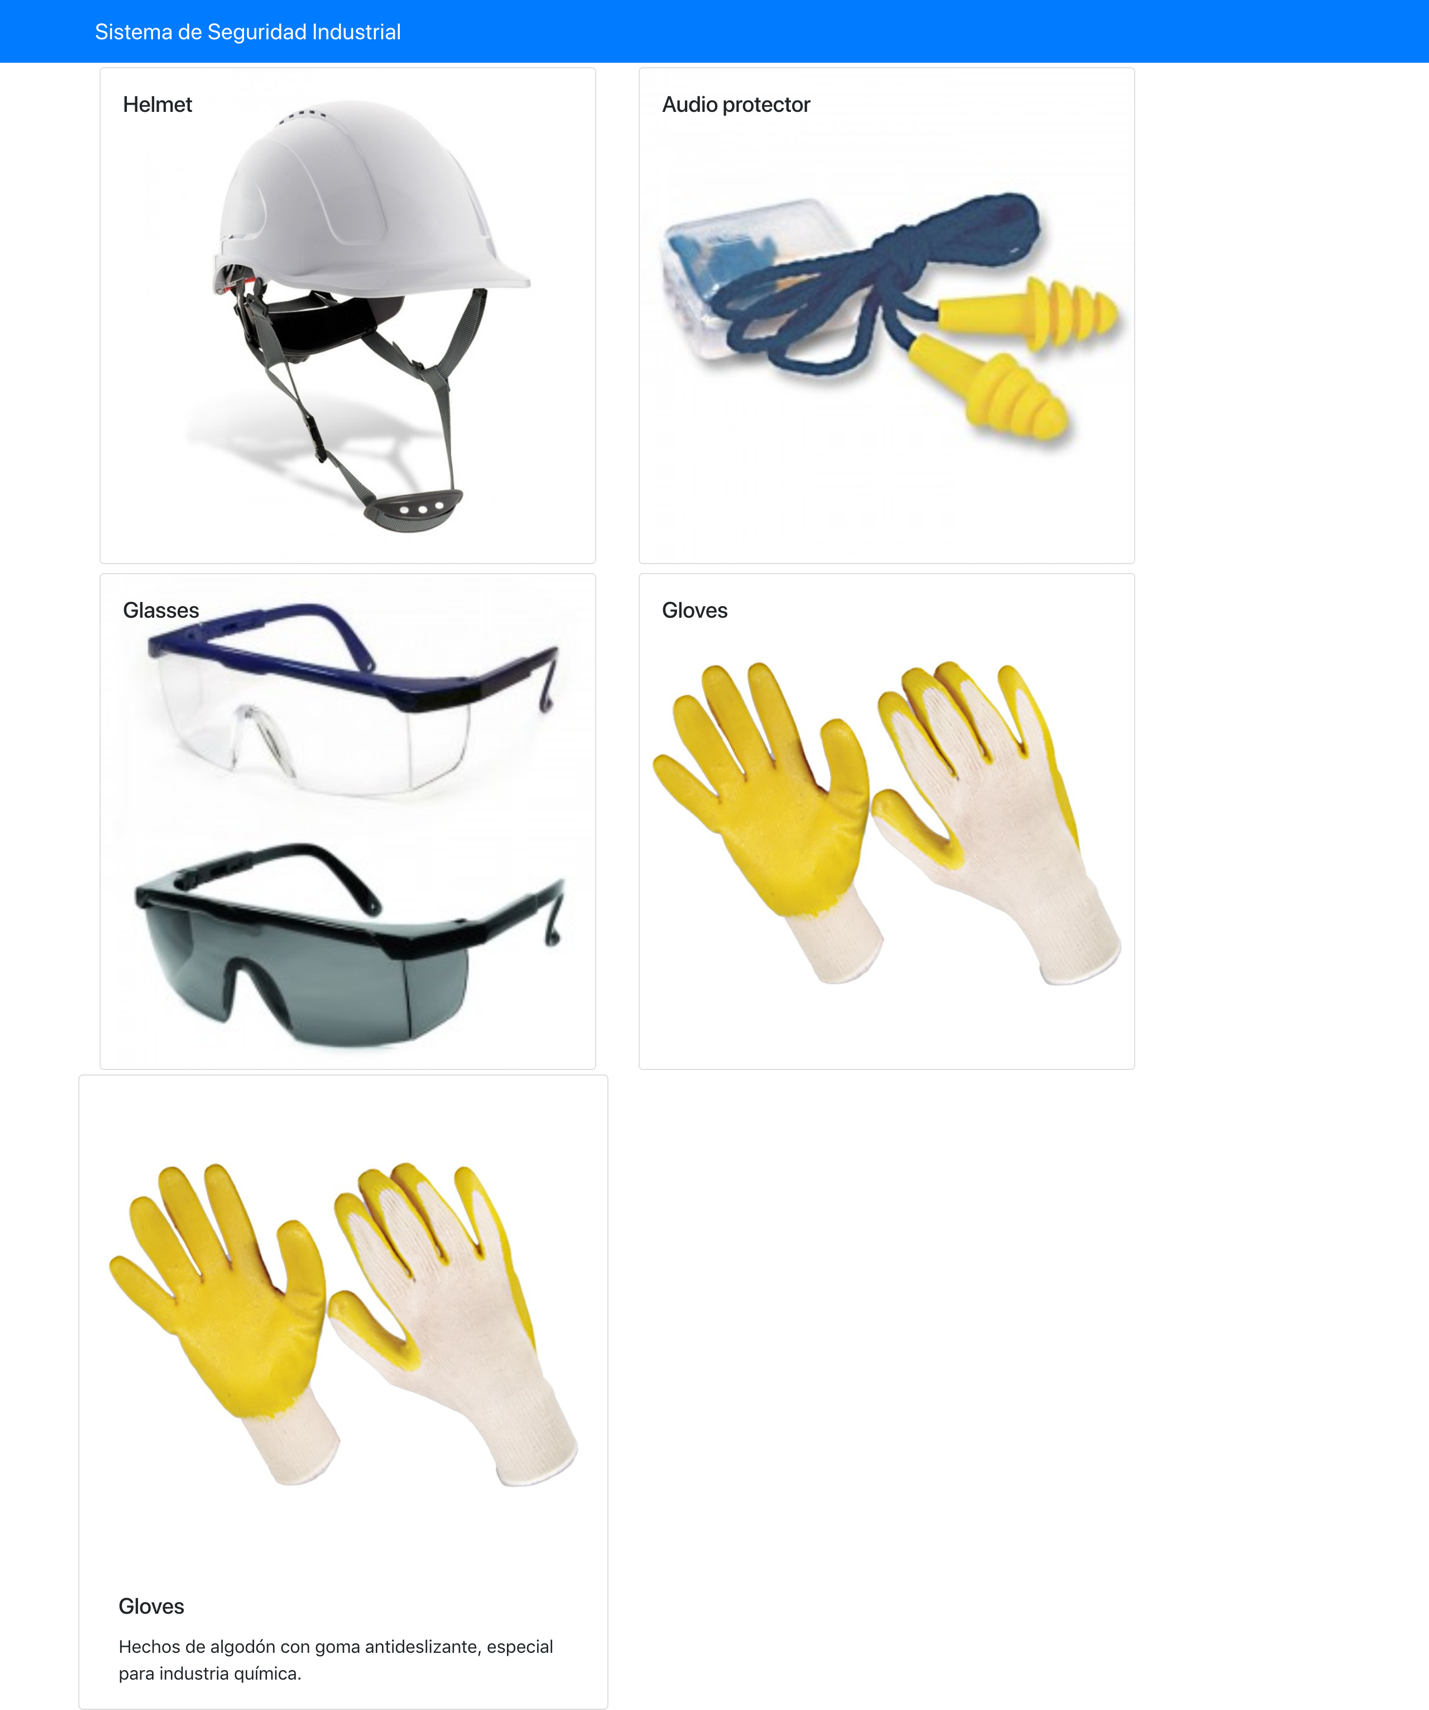 Sistema de Seguridad Industrial
Helmet
Audio protector
Glasses
Gloves
Gloves
Hechos de algodón con goma antideslizante, especial
para industria química.